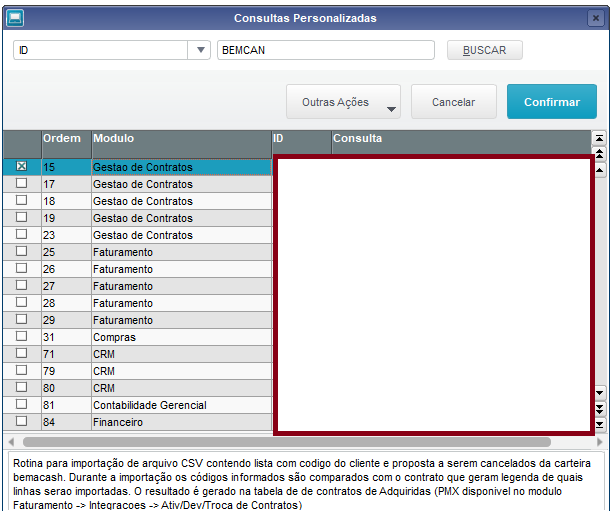 Consultas Personalizadas
ID BEMCAN BUSCAR
Outras Ações Cancelar Confirmar
Ordem Modulo ID Consulta
15 Gestao de Contratos
17 Gestao de Contratos
18 Gestao de Contratos
19 Gestao de Contratos
23 Gestao de Contratos
25 Faturamento
26 Faturamento
27 Faturamento
28 Faturamento
29 Faturamento
31 Compras
71 CRM
79 CRM
80 CRM
81 Contabilidade Gerencial
84 Financeiro
Rotina para importação de arquivo CSV contendo lista com codigo do cliente e proposta a serem cancelados da carteira
bemacash. Durante a importação os códigos informados são comparados com o contrato que geram legenda de quais
linhas serao importadas. O resultado é gerado na tabela de de contratos de Adquiridas (PMX disponivel no modulo
Faturamento -> Integracoes -> Ativ/Dev/Troca de Contratos)